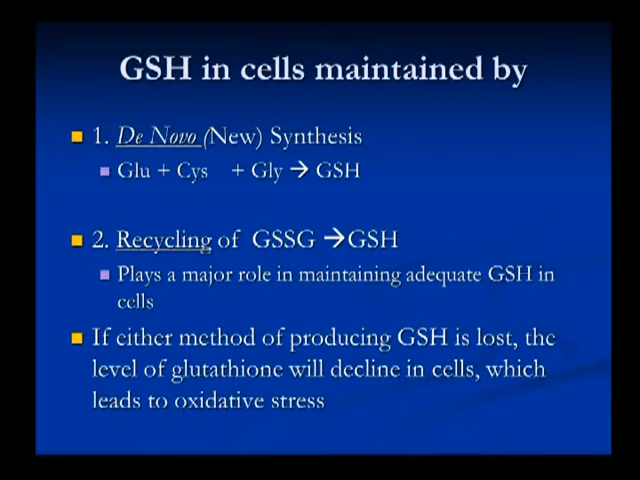 GSH in cells maintained by
1. De Novo (New) Synthesis
Glu + Cys + Gly → GSH
2. Recycling of GSSG →GSH
Plays a major role in maintaining adequate GSH in
cells
If either method of producing GSH is lost, the
level of glutathione will decline in cells, which
leads to oxidative stress